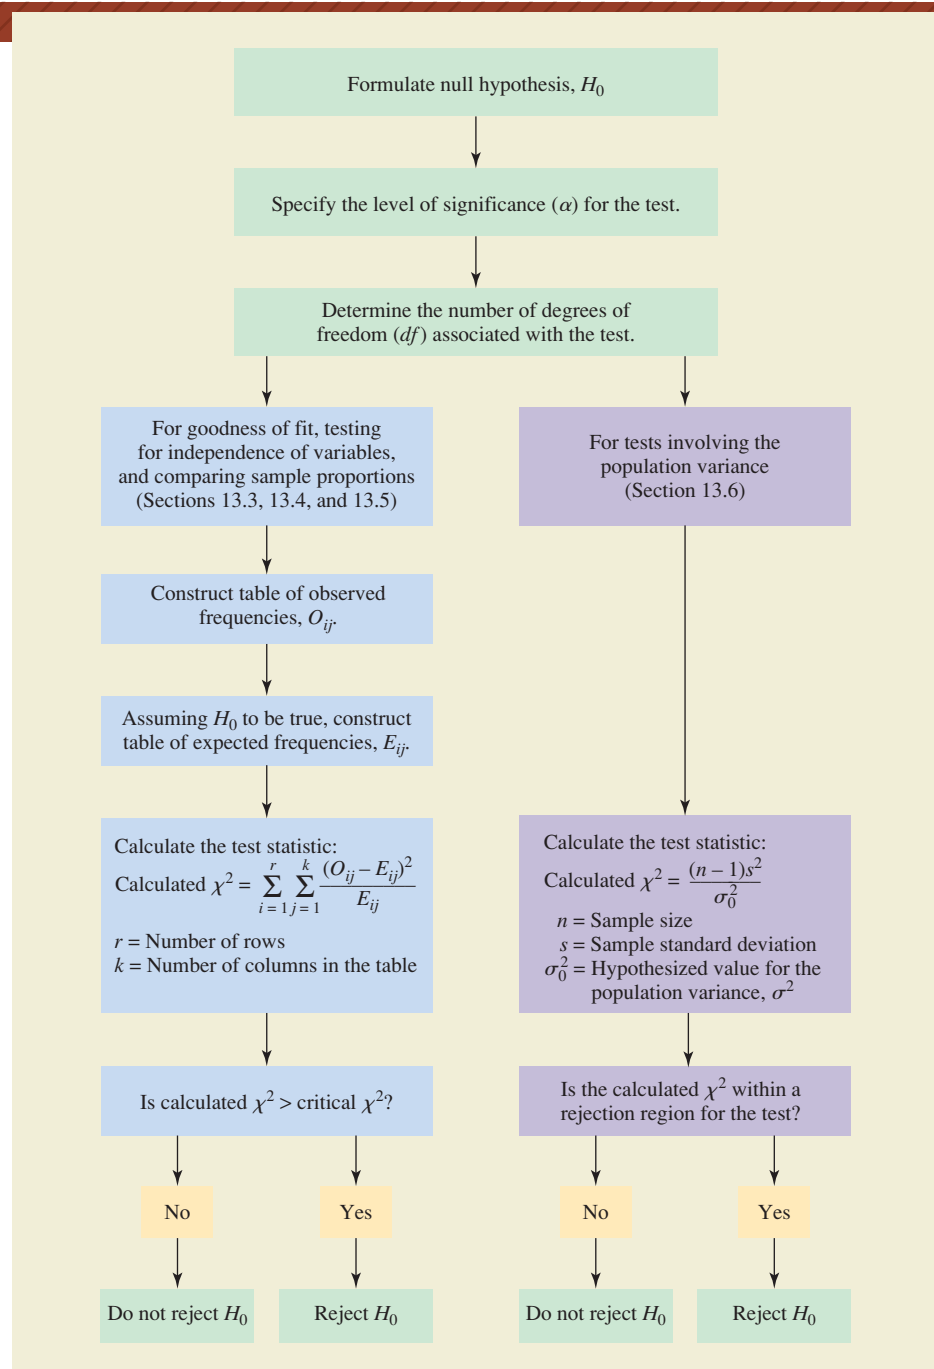 Formulate null hypothesis, H₀
Specify the level of significance (α) for the test.
Determine the number of degrees of
freedom (df) associated with the test.
For goodness of fit, testing
for independence of variables,
and comparing sample proportions
(Sections 13.3, 13.4, and 13.5)
Construct table of observed
frequencies, Oᵢⱼ.
Assuming H₀ to be true, construct
table of expected frequencies, Eᵢⱼ.
Calculate the test statistic:
Calculated χ² = Σ_{i = 1}^{r} Σ_{j = 1}^{k} (Oᵢⱼ – Eᵢⱼ)² / Eᵢⱼ
r = Number of rows
k = Number of columns in the table
Is calculated χ² > critical χ²?
No
Yes
Do not reject H₀
Reject H₀
For tests involving the
population variance
(Section 13.6)
Calculate the test statistic:
Calculated χ² = (n – 1)s² / σ₀²
n = Sample size
s = Sample standard deviation
σ₀² = Hypothesized value for the
population variance, σ²
Is the calculated χ² within a
rejection region for the test?
No
Yes
Do not reject H₀
Reject H₀